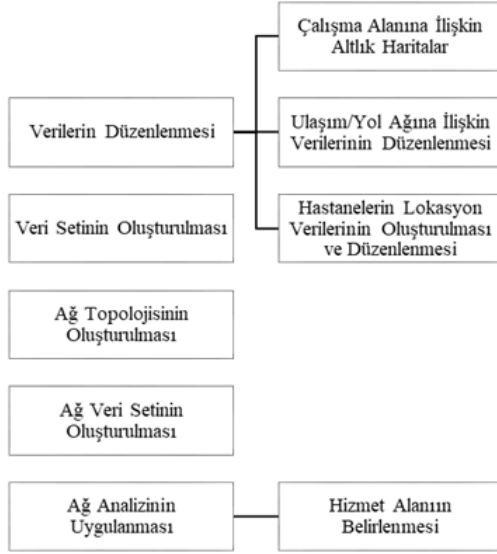 Çalışma Alanına İlişkin
Altlık Haritalar
Verilerin Düzenlenmesi
Ulaşım/Yol Ağına İlişkin
Verilerinin Düzenlenmesi
Veri Setinin Oluşturulması
Hastanelerin Lokasyon
Verilerinin Oluşturulması
ve Düzenlenmesi
Ağ Topolojisinin
Oluşturulması
Ağ Veri Setinin
Oluşturulması
Ağ Analizinin
Uygulanması
Hizmet Alanıın
Belirlenmesi